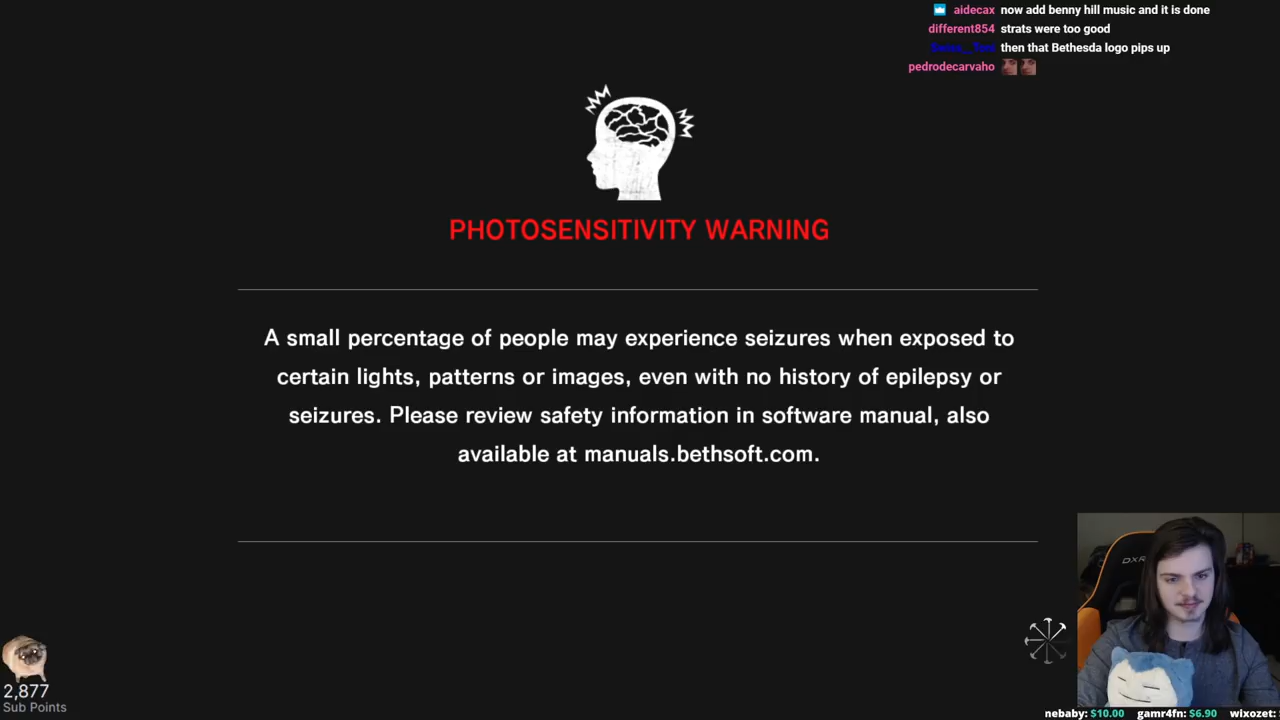 aidecax now add benny hill music and it is done
different854 strats were too good
then that Bethesda logo pips up
pedrodecarvaho
PHOTOSENSITIVITY WARNING
A small percentage of people may experience seizures when exposed to
certain lights, patterns or images, even with no history of epilepsy or
seizures. Please review safety information in software manual, also
available at manuals.bethsoft.com.
DXR
2,877
Sub Points
nebaby: $10.00 gamr4fn: $6.90 wixozet: